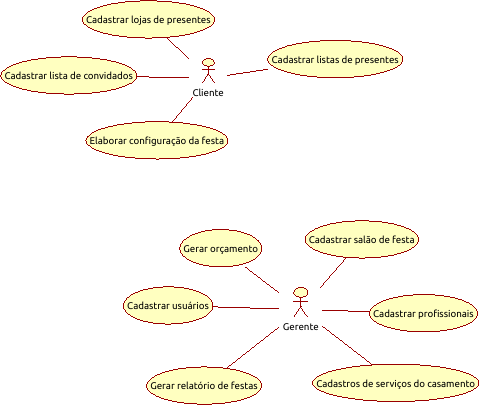 Cadastrar lojas de presentes
Cadastrar listas de presentes
Cadastrar lista de convidados
Cliente
Elaborar configuração da festa
Cadastrar salão de festa
Gerar orçamento
Cadastrar usuários
Cadastrar profissionais
Gerente
Gerar relatório de festas
Cadastros de serviços do casamento